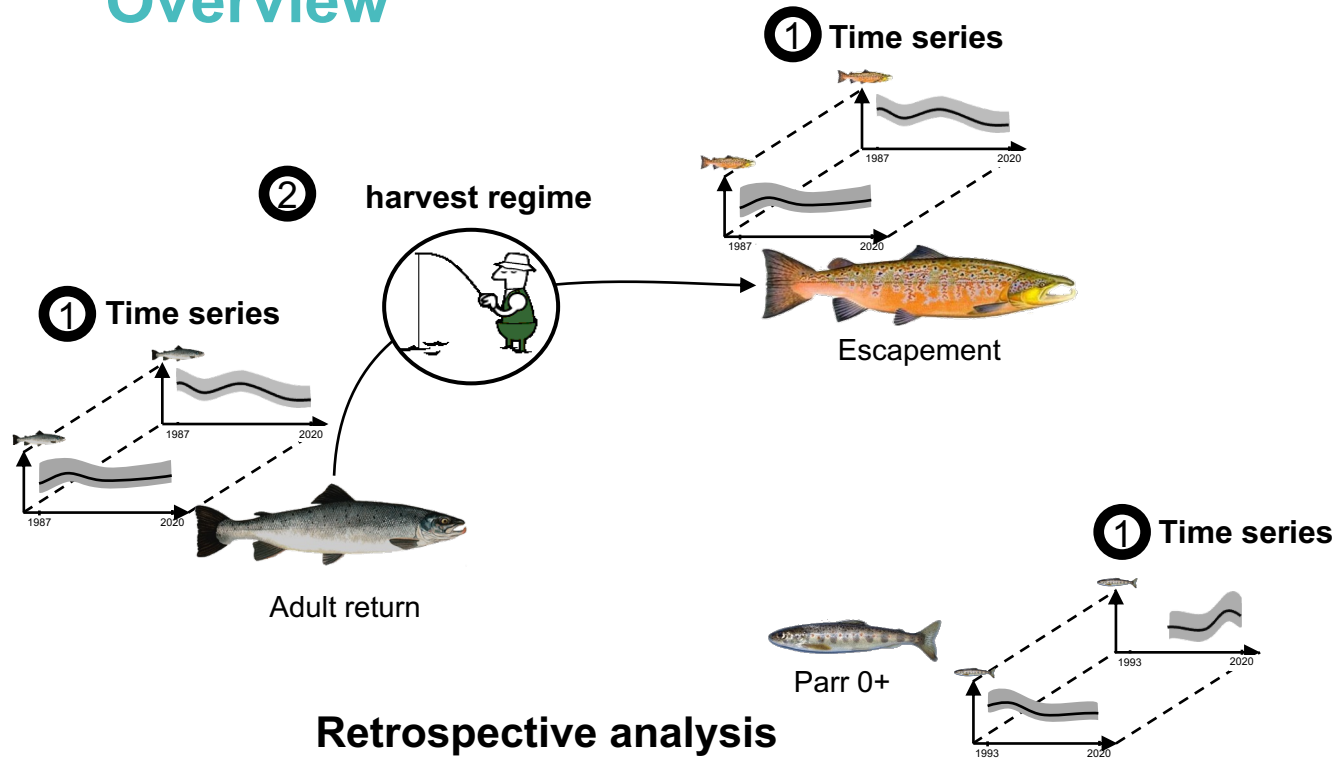 Overview
1 Time series
1987
2020
1987
2020
2 harvest regime
Escapement
1 Time series
1987
2020
1987
2020
Adult return
1 Time series
1993
2020
Parr 0+
1993
2020
Retrospective analysis